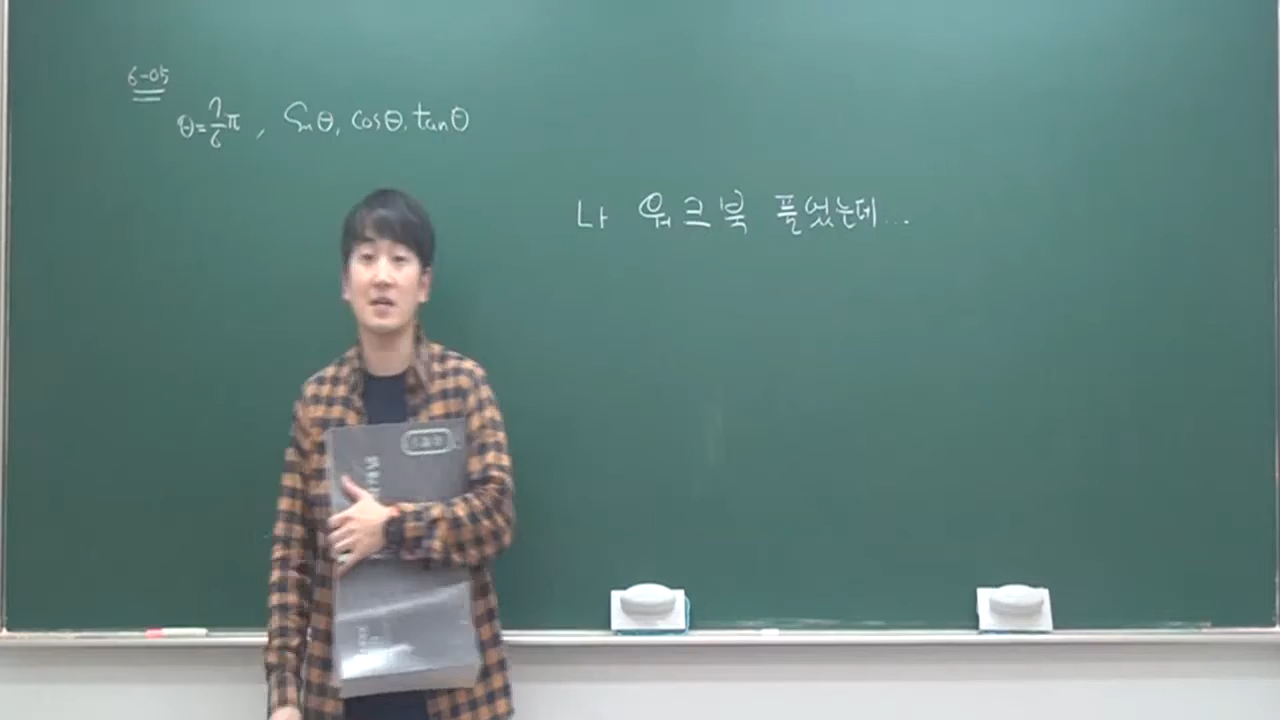 6-05
θ=7/6π, sinθ, cosθ, tanθ
나 워크북 풀었는데...